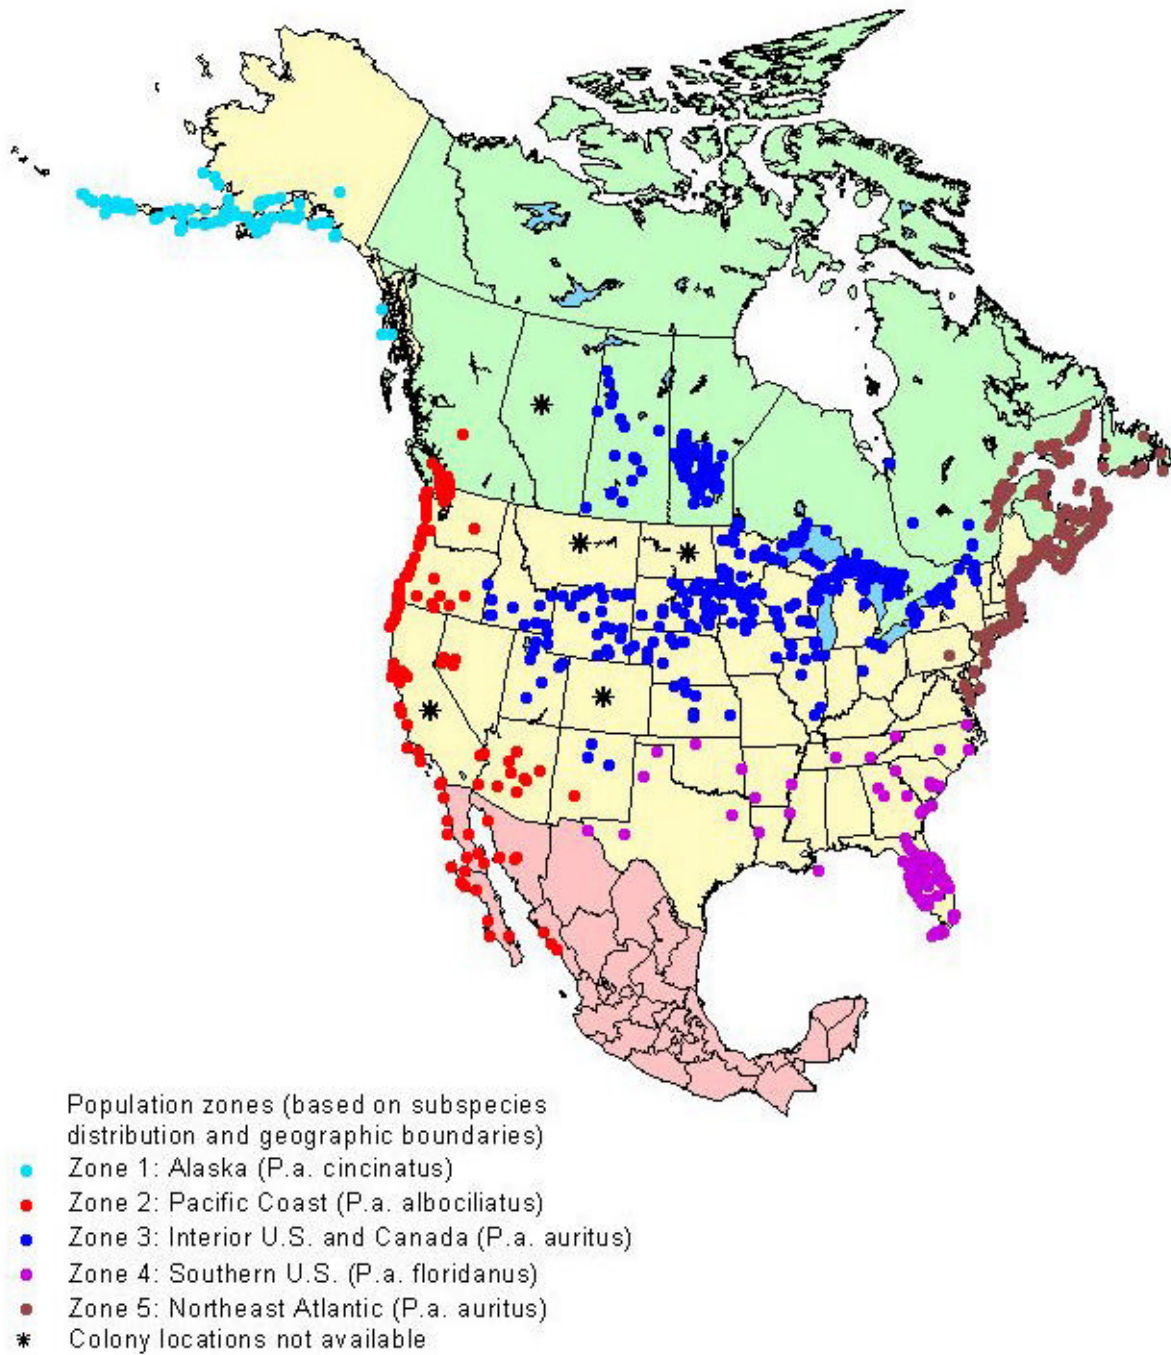 Population zones (based on subspecies
distribution and geographic boundaries)
Zone 1: Alaska (P.a. cincinatus)
Zone 2: Pacific Coast (P.a. albociliatus)
Zone 3: Interior U.S. and Canada (P.a. auritus)
Zone 4: Southern U.S. (P.a. floridanus)
Zone 5: Northeast Atlantic (P.a. auritus)
Colony locations not available